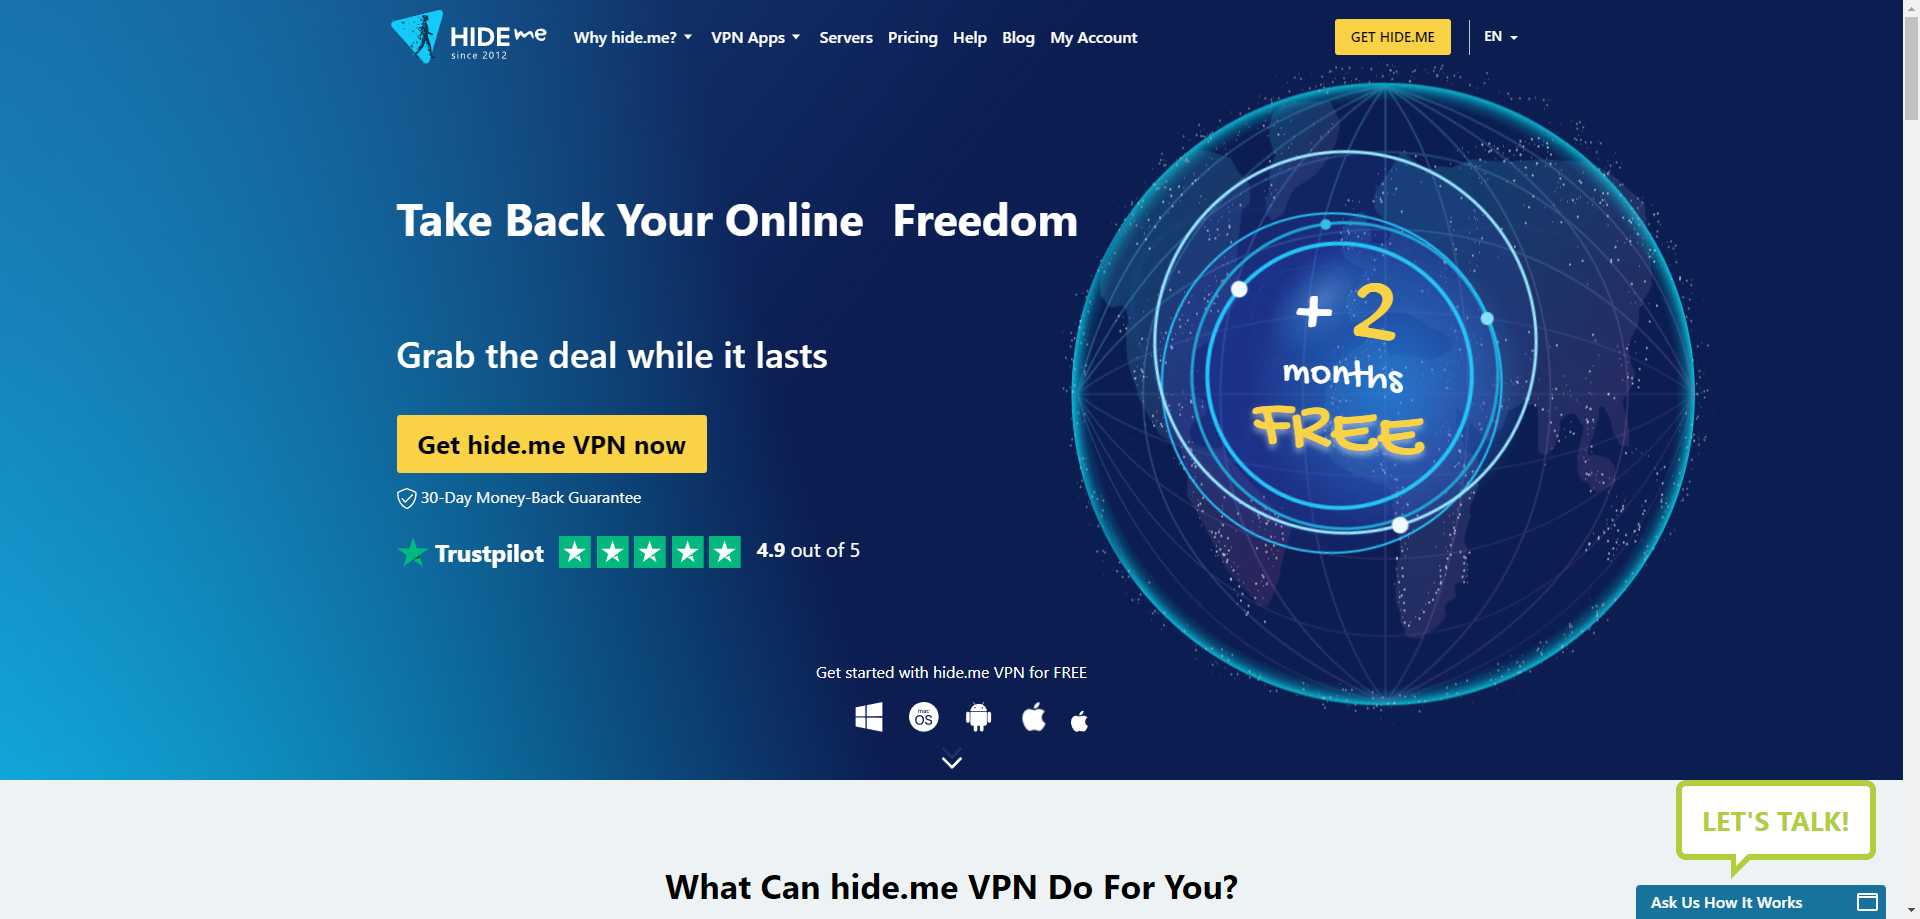 HIDE me
since 2012
Why hide.me?
VPN Apps
Servers
Pricing
Help
Blog
My Account
GET HIDE.ME
EN
Take Back Your Online Freedom
Grab the deal while it lasts
Get hide.me VPN now
30-Day Money-Back Guarantee
Trustpilot
4.9 out of 5
+ 2
months
FREE
Get started with hide.me VPN for FREE
mac
OS
LET'S TALK!
What Can hide.me VPN Do For You?
Ask Us How It Works